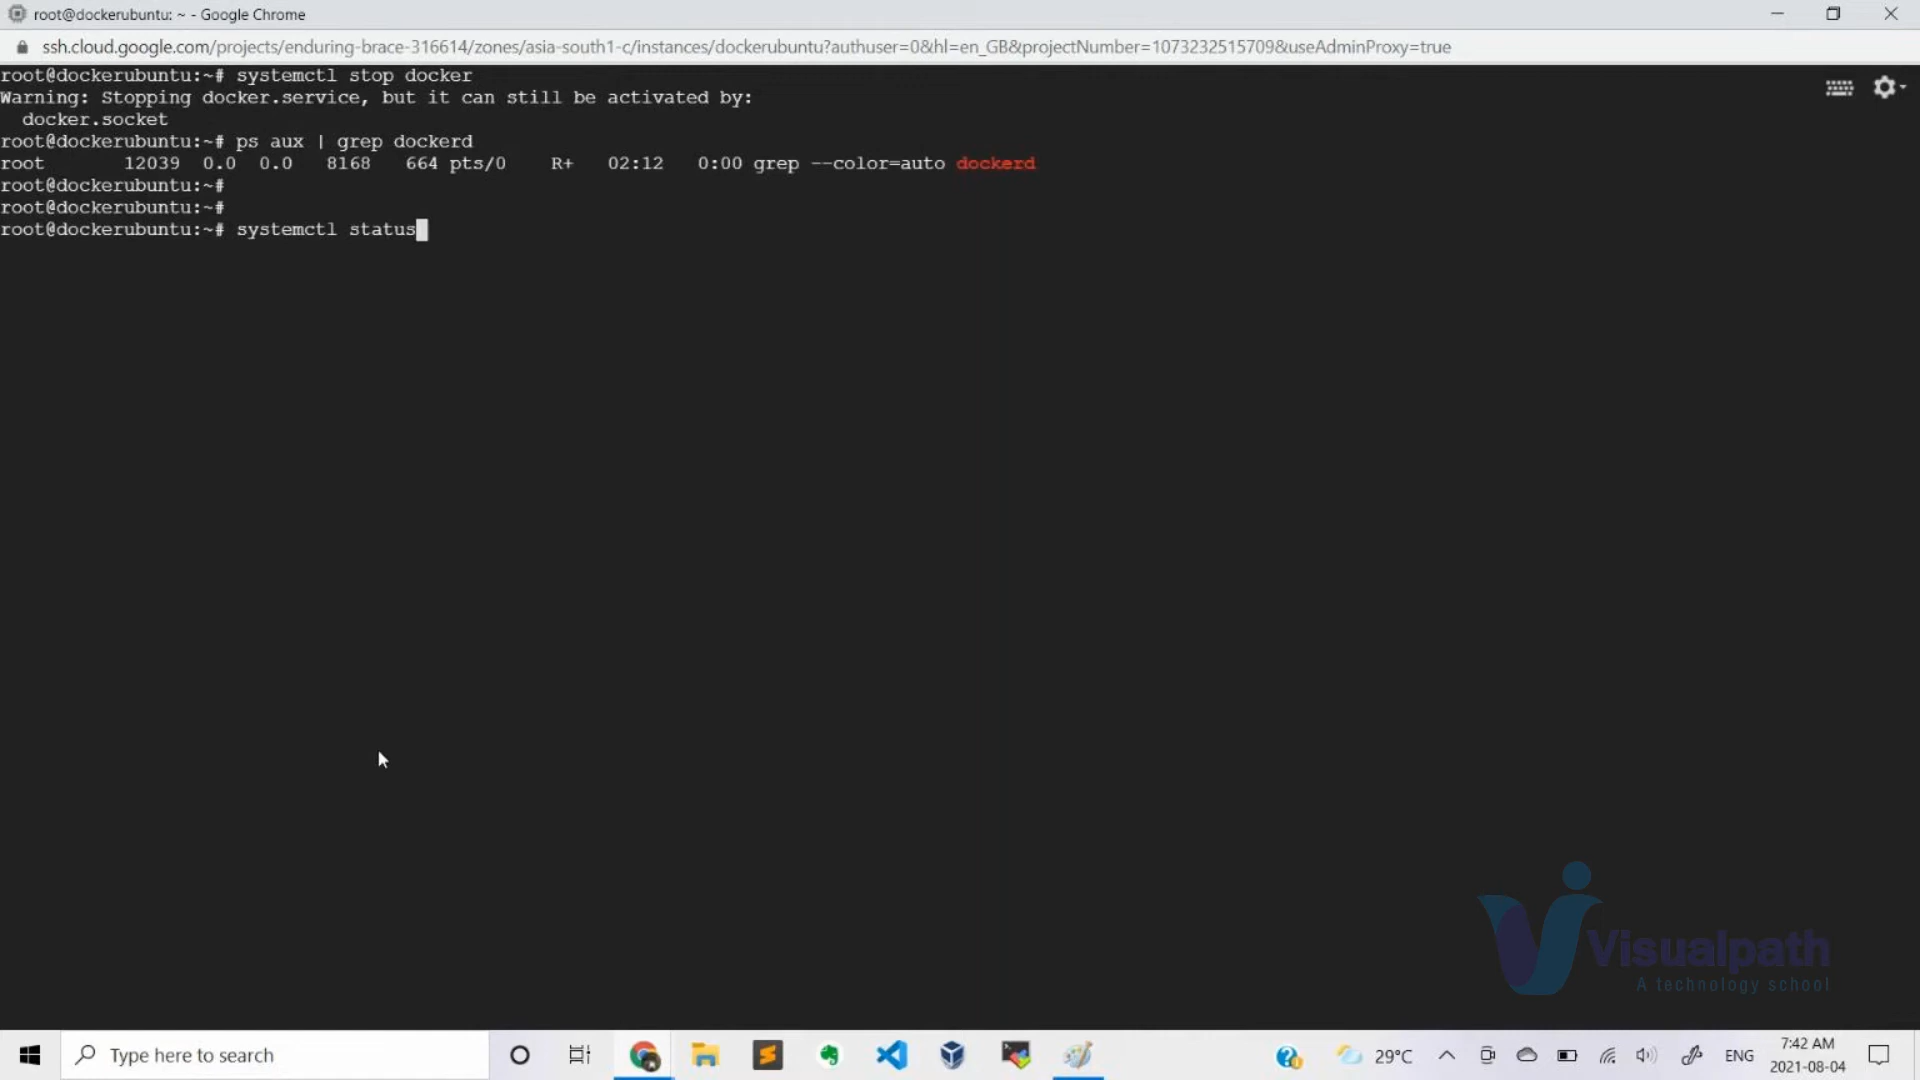 root@dockerubuntu: ~ - Google Chrome
ssh.cloud.google.com/projects/enduring-brace-316614/zones/asia-south1-c/instances/dockerubuntu?authuser=0&hl=en_GB&projectNumber=1073232515709&useAdminProxy=true
root@dockerubuntu:~# systemctl stop docker
Warning: Stopping docker.service, but it can still be activated by:
  docker.socket
root@dockerubuntu:~# ps aux | grep dockerd
root       12039  0.0  0.0   8168   664 pts/0    R+   02:12   0:00 grep --color=auto dockerd
root@dockerubuntu:~#
root@dockerubuntu:~#
root@dockerubuntu:~# systemctl status
Visualpath
A technology school
Type here to search
29°C
ENG
7:42 AM
2021-08-04